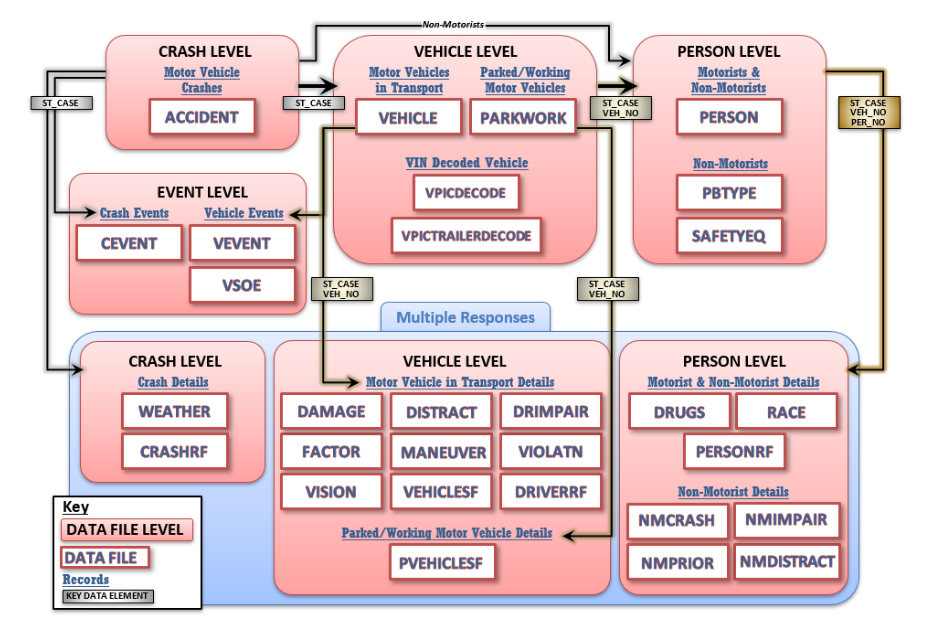 Non-Motorists
CRASH LEVEL
Motor Vehicle
Crashes
ACCIDENT
VEHICLE LEVEL
Motor Vehicles
in Transport
VEHICLE
Parked/Working
Motor Vehicles
PARKWORK
VIN Decoded Vehicle
VPICDECODE
VPICTRAILERDECODE
PERSON LEVEL
Motorists &
Non-Motorists
PERSON
Non-Motorists
PBTYPE
SAFETYEQ
ST_CASE
ST_CASE
ST_CASE
VEH_NO
ST_CASE
VEH_NO
PER_NO
EVENT LEVEL
Crash Events
CEVENT
Vehicle Events
VEVENT
VSOE
ST_CASE
VEH_NO
ST_CASE
VEH_NO
Multiple Responses
CRASH LEVEL
Crash Details
WEATHER
CRASHRF
VEHICLE LEVEL
Motor Vehicle in Transport Details
DAMAGE
DISTRACT
DRIMPAIR
FACTOR
MANEUVER
VIOLATN
VISION
VEHICLESF
DRIVERRF
Parked/Working Motor Vehicle Details
PVEHICLESF
PERSON LEVEL
Motorist & Non-Motorist Details
DRUGS
RACE
PERSONRF
Non-Motorist Details
NMCRASH
NMIMPAIR
NMPRIOR
NMDISTRACT
Key
DATA FILE LEVEL
DATA FILE
Records
KEY DATA ELEMENT